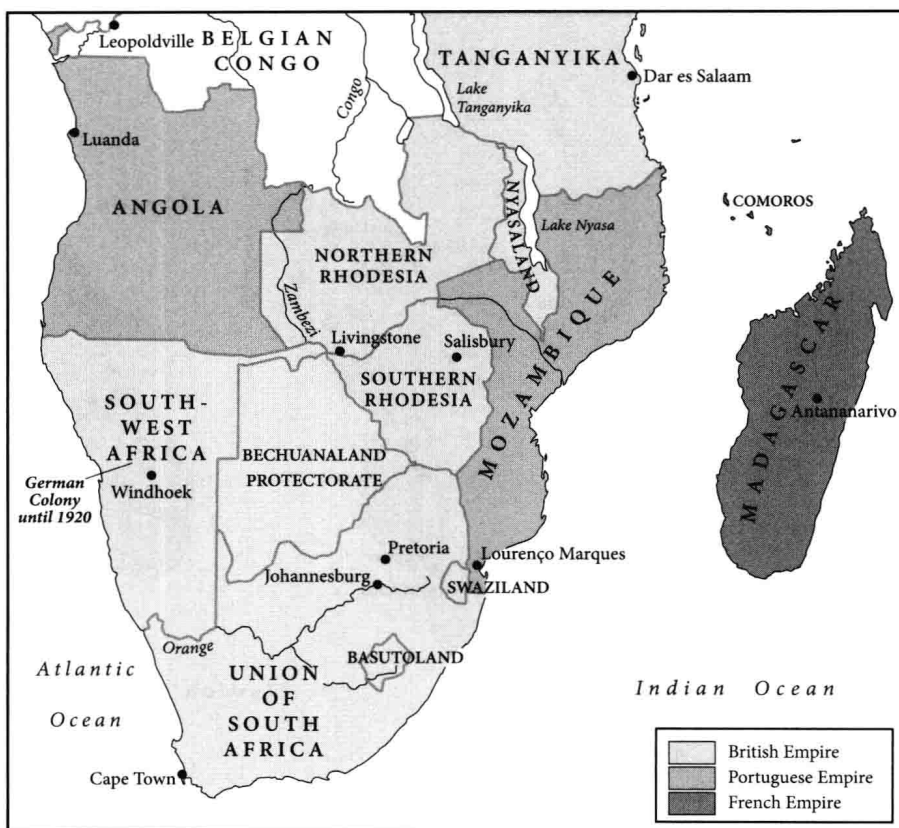 Leopoldville
BELGIAN
CONGO
TANGANYIKA
Dar es Salaam
Lake
Tanganyika
Congo
Luanda
ANGOLA
NYASALAND
COMOROS
Lake Nyasa
NORTHERN
RHODESIA
Zambezi
Livingstone
Salisbury
SOUTHERN
RHODESIA
MOZAMBIQUE
MADAGASCAR
Antananarivo
SOUTH-
WEST
AFRICA
German
Colony
until 1920
Windhoek
BECHUANALAND
PROTECTORATE
Pretoria
Johannesburg
Lourenço Marques
SWAZILAND
Orange
BASUTOLAND
Atlantic
Ocean
UNION
OF
SOUTH
AFRICA
Indian Ocean
Cape Town
British Empire
Portuguese Empire
French Empire